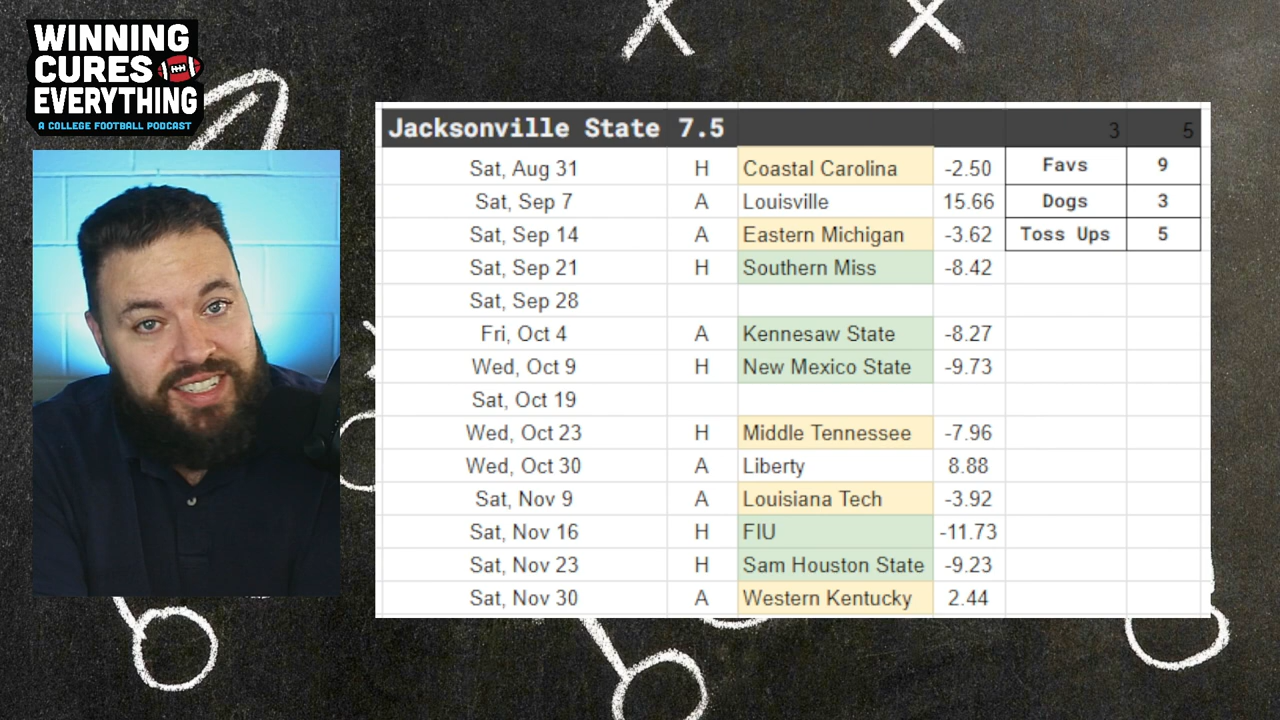 WINNING
CURES
EVERYTHING
A COLLEGE FOOTBALL PODCAST
Jacksonville State 7.5 3 5
Sat, Aug 31 H Coastal Carolina -2.50 Favs 9
Sat, Sep 7 A Louisville 15.66 Dogs 3
Sat, Sep 14 A Eastern Michigan -3.62 Toss Ups 5
Sat, Sep 21 H Southern Miss -8.42
Sat, Sep 28
Fri, Oct 4 A Kennesaw State -8.27
Wed, Oct 9 H New Mexico State -9.73
Sat, Oct 19
Wed, Oct 23 H Middle Tennessee -7.96
Wed, Oct 30 A Liberty 8.88
Sat, Nov 9 A Louisiana Tech -3.92
Sat, Nov 16 H FIU -11.73
Sat, Nov 23 H Sam Houston State -9.23
Sat, Nov 30 A Western Kentucky 2.44